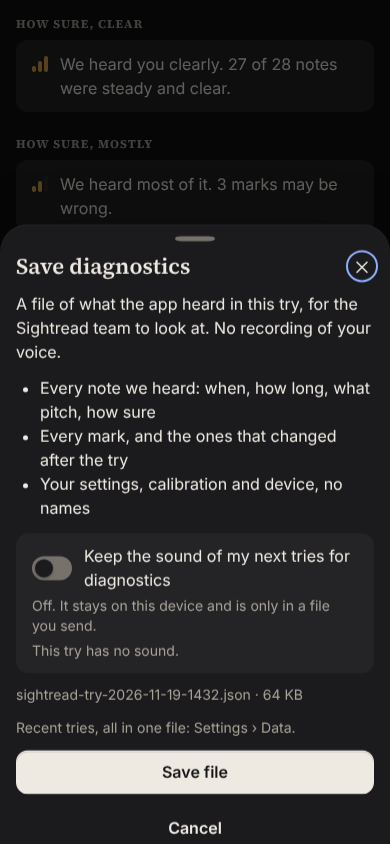 HOW SURE, CLEAR
We heard you clearly. 27 of 28 notes
were steady and clear.
HOW SURE, MOSTLY
We heard most of it. 3 marks may be
wrong.
Save diagnostics
A file of what the app heard in this try, for the
Sightread team to look at. No recording of your
voice.
• Every note we heard: when, how long, what
pitch, how sure
• Every mark, and the ones that changed
after the try
• Your settings, calibration and device, no
names
Keep the sound of my next tries for
diagnostics
Off. It stays on this device and is only in a file
you send.
This try has no sound.
sightread-try-2026-11-19-1432.json · 64 KB
Recent tries, all in one file: Settings › Data.
Save file
Cancel